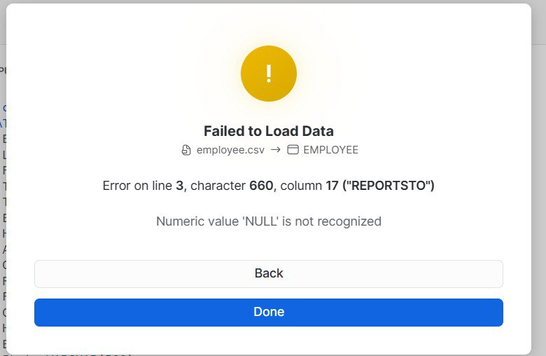 !
Failed to Load Data
employee.csv → EMPLOYEE
Error on line 3, character 660, column 17 ("REPORTSTO")
Numeric value 'NULL' is not recognized
Back
Done